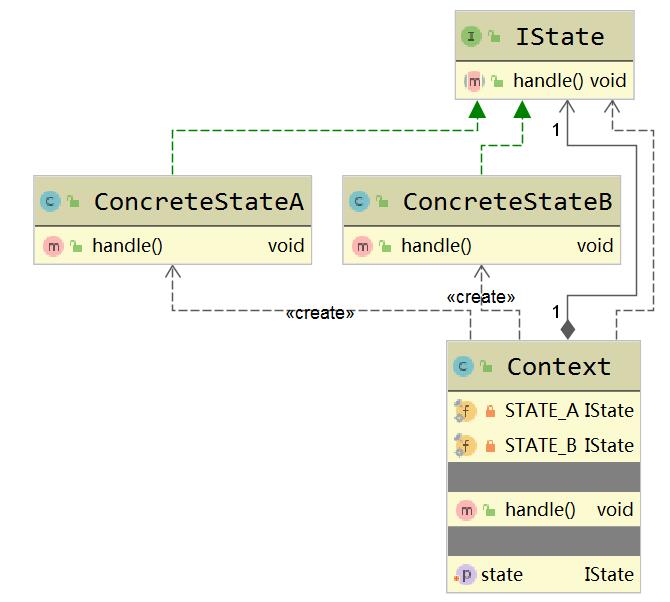 I IState
m handle() void
1
C ConcreteStateA
C ConcreteStateB
m handle() void
m handle() void
«create»
«create»
1
C Context
f STATE_A IState
f STATE_B IState
m handle() void
p state IState